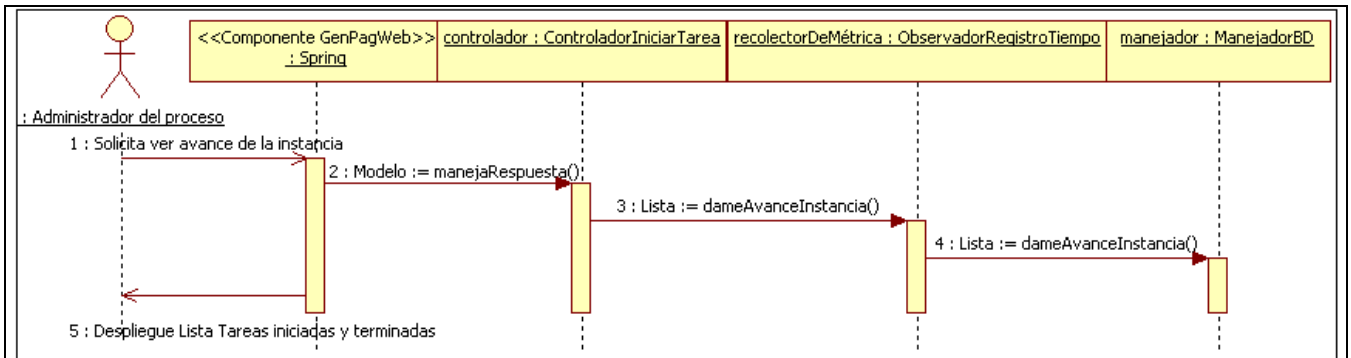 <<Componente GenPagWeb>>
: Spring
controlador : ControladorIniciarTarea
recolectorDeMétrica : ObservadorRegistroTiempo
manejador : ManejadorBD
: Administrador del proceso
1 : Solicita ver avance de la instancia
2 : Modelo := manejaRespuesta()
3 : Lista := dameAvanceInstancia()
4 : Lista := dameAvanceInstancia()
5 : Despliegue Lista Tareas iniciadas y terminadas